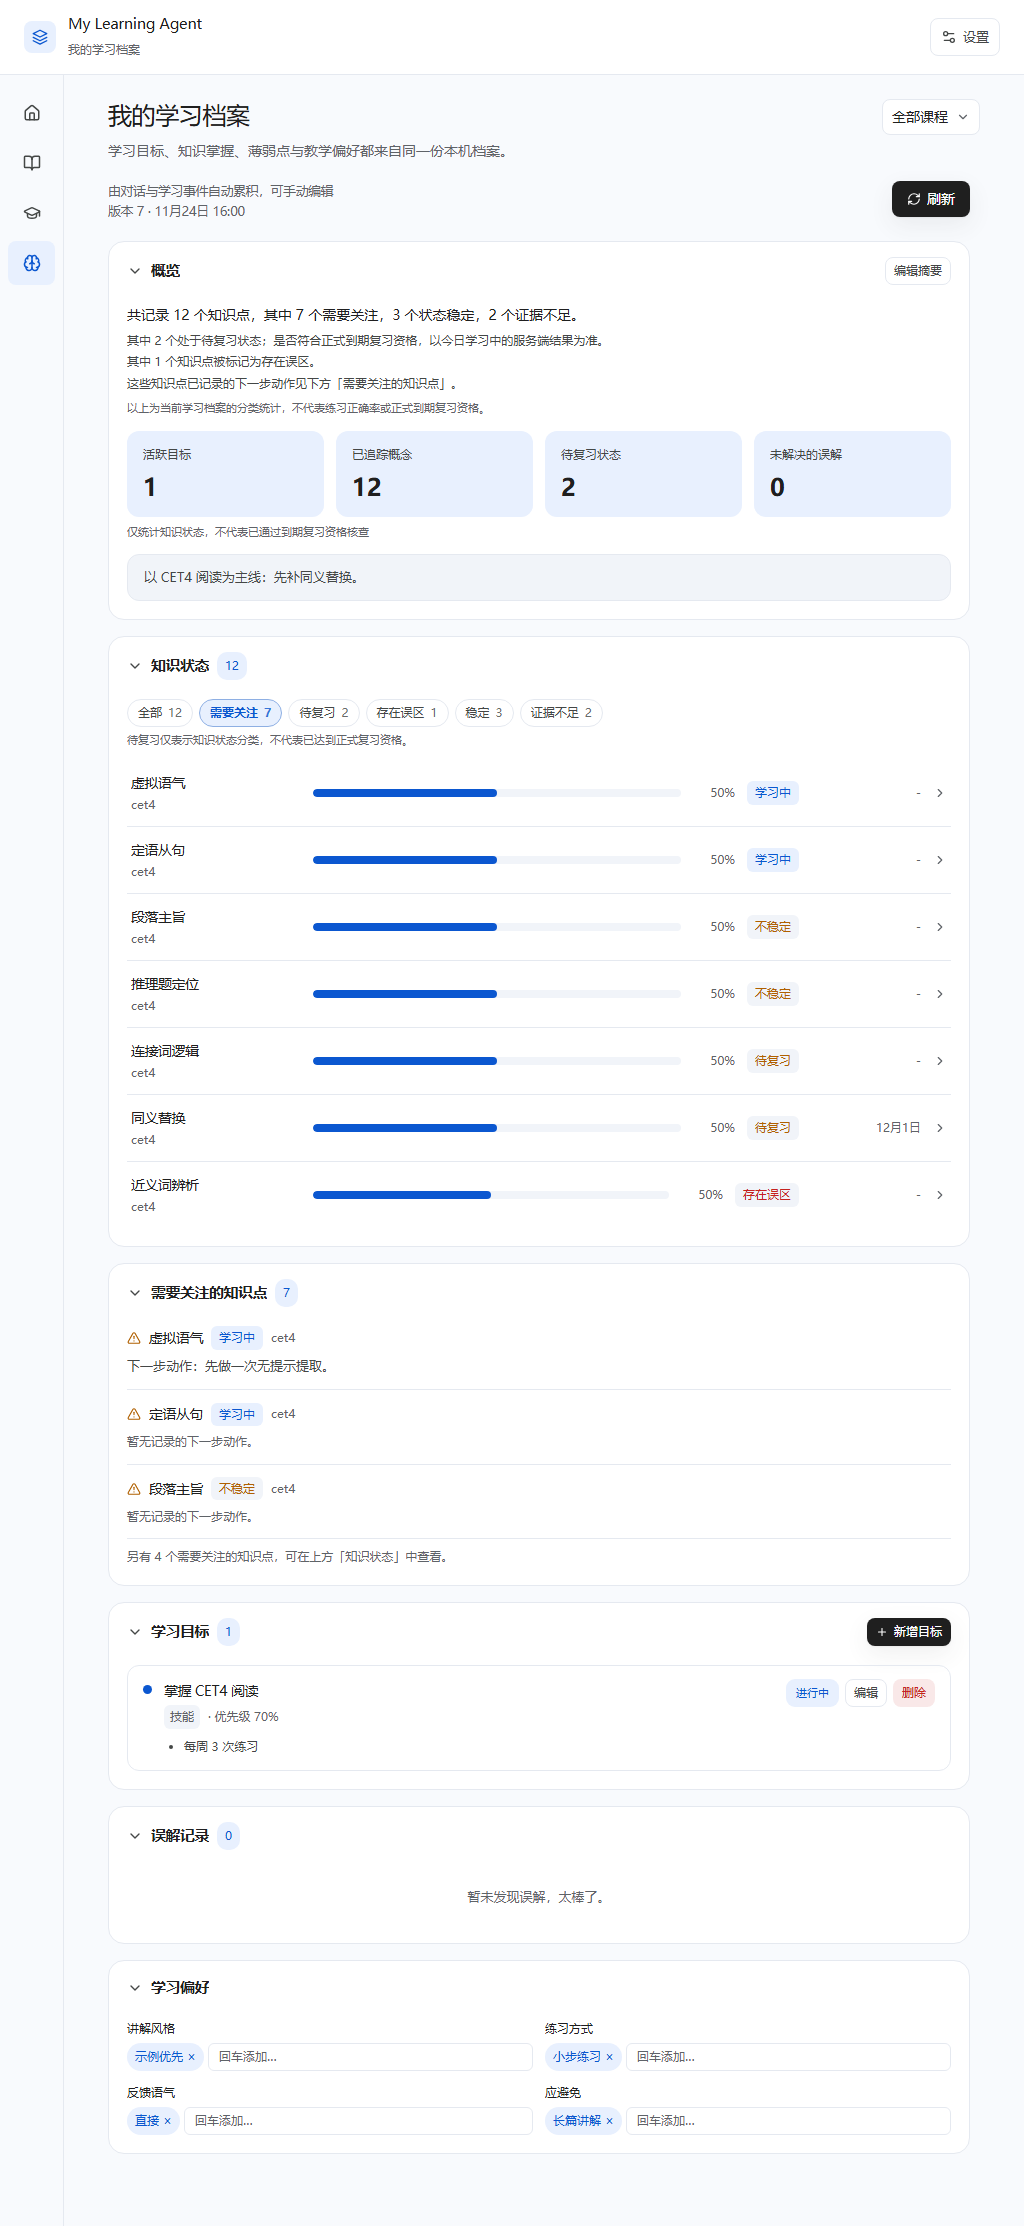 My Learning Agent
我的学习档案
设置
我的学习档案
全部课程
学习目标、知识掌握、薄弱点与教学偏好都来自同一份本机档案。
由对话与学习事件自动累积，可手动编辑
版本 7 · 11月24日 16:00
刷新
概览
编辑摘要
共记录 12 个知识点，其中 7 个需要关注，3 个状态稳定，2 个证据不足。
其中 2 个处于待复习状态；是否符合正式到期复习资格，以今日学习中的服务端结果为准。
其中 1 个知识点被标记为存在误区。
这些知识点已记录的下一步动作见下方「需要关注的知识点」。
以上为当前学习档案的分类统计，不代表练习正确率或正式到期复习资格。
活跃目标 已追踪概念 待复习状态 未解决的误解
1 12 2 0
仅统计知识状态，不代表已通过到期复习资格核查
以 CET4 阅读为主线：先补同义替换。
知识状态 12
全部 12 需要关注 7 待复习 2 存在误区 1 稳定 3 证据不足 2
待复习仅表示知识状态分类，不代表已达到正式复习资格。
虚拟语气
cet4
50% 学习中 -
定语从句
cet4
50% 学习中 -
段落主旨
cet4
50% 不稳定 -
推理题定位
cet4
50% 不稳定 -
连接词逻辑
cet4
50% 待复习 -
同义替换
cet4
50% 待复习 12月1日
近义词辨析
cet4
50% 存在误区 -
需要关注的知识点 7
虚拟语气 学习中 cet4
下一步动作：先做一次无提示提取。
定语从句 学习中 cet4
暂无记录的下一步动作。
段落主旨 不稳定 cet4
暂无记录的下一步动作。
另有 4 个需要关注的知识点，可在上方「知识状态」中查看。
学习目标 1
+ 新增目标
掌握 CET4 阅读
进行中 编辑 删除
技能 · 优先级 70%
• 每周 3 次练习
误解记录 0
暂未发现误解，太棒了。
学习偏好
讲解风格
示例优先 × 回车添加...
练习方式
小步练习 × 回车添加...
反馈语气
直接 × 回车添加...
应避免
长篇讲解 × 回车添加...